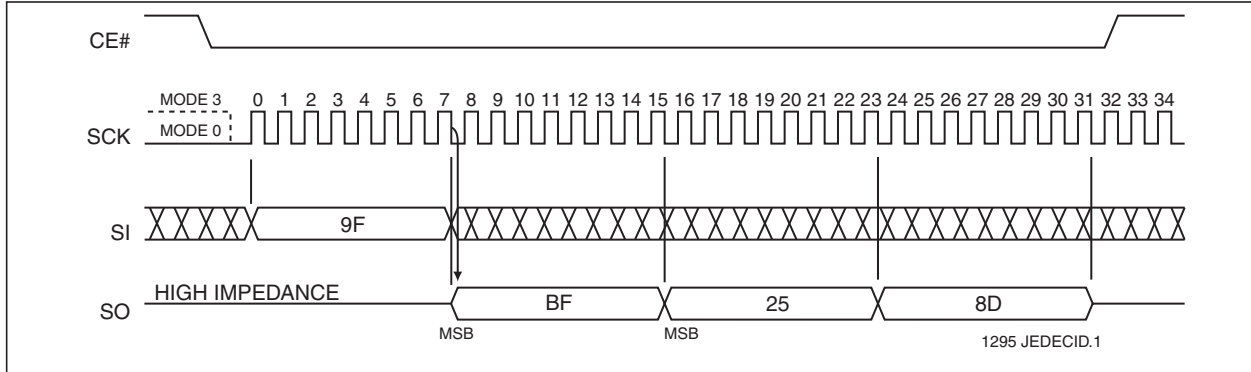 CE#
MODE 3
0 1 2 3 4 5 6 7 8 9 10 11 12 13 14 15 16 17 18 19 20 21 22 23 24 25 26 27 28 29 30 31 32 33 34
MODE 0
SCK
SI
9F
HIGH IMPEDANCE
SO
BF
25
8D
MSB
MSB
1295 JEDECID.1